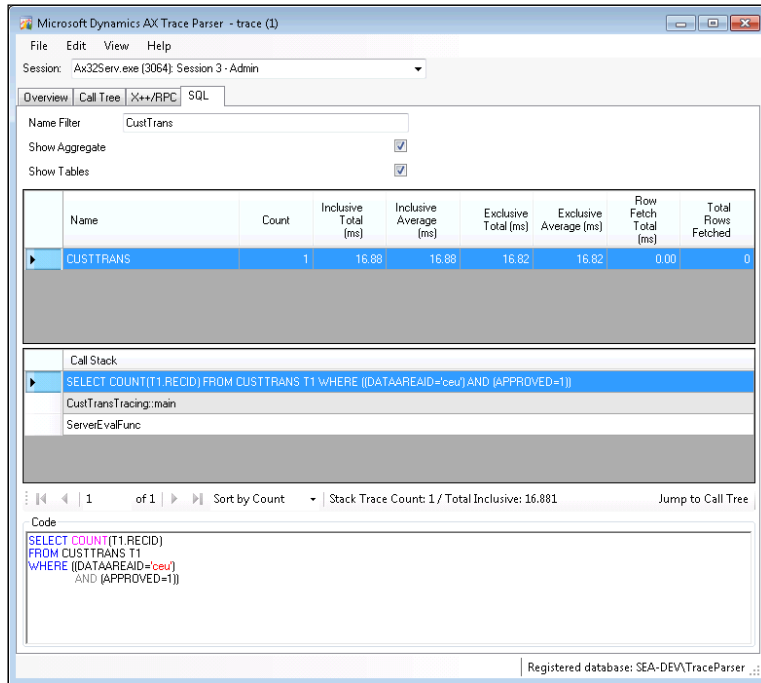 Microsoft Dynamics AX Trace Parser - trace (1)
File Edit View Help
Session: Ax32Serv.exe (3064): Session 3 - Admin
Overview Call Tree X++/RPC SQL
Name Filter CustTrans
Show Aggregate
Show Tables
Name Count Inclusive Total (ms) Inclusive Average (ms) Exclusive Total (ms) Exclusive Average (ms) Row Fetch Total (ms) Total Rows Fetched
CUSTTRANS 1 16.88 16.88 16.82 16.82 0.00 0
Call Stack
SELECT COUNT(T1.RECID) FROM CUSTTRANS T1 WHERE ((DATAAREAID='ceu') AND (APPROVED=1))
CustTransTracing::main
ServerEvalFunc
1 of 1 Sort by Count Stack Trace Count: 1 / Total Inclusive: 16.881 Jump to Call Tree
Code
SELECT COUNT(T1.RECID)
FROM CUSTTRANS T1
WHERE ((DATAAREAID='ceu')
AND (APPROVED=1))
Registered database: SEA-DEV\TraceParser